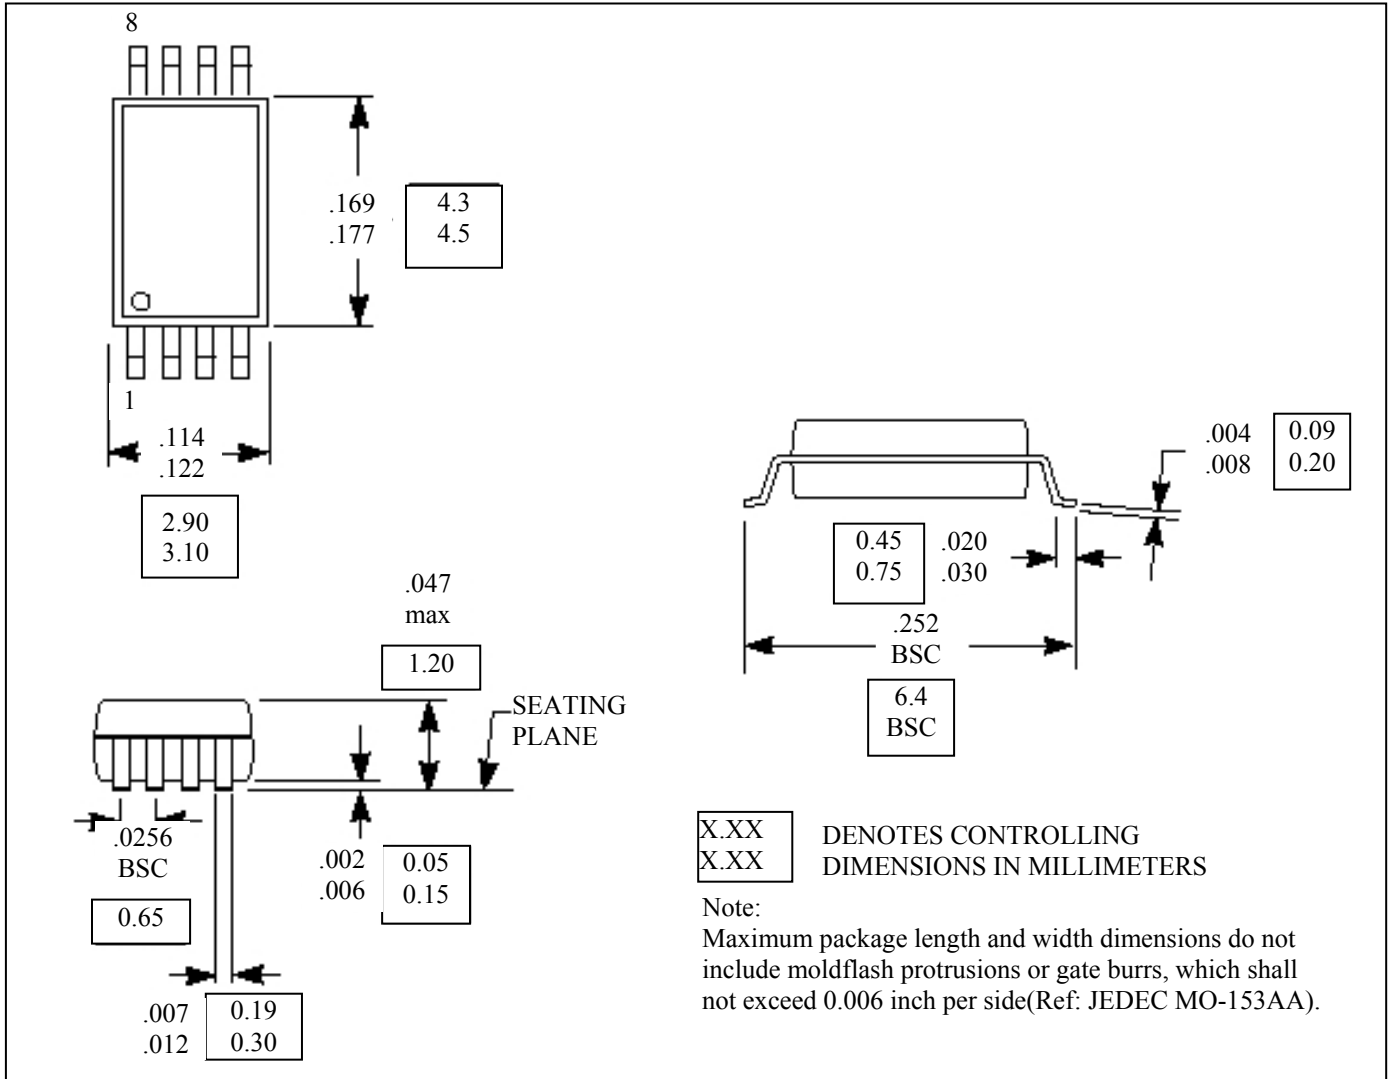 8
.169
.177
4.3
4.5
1
.114
.122
2.90
3.10
.004
.008
0.09
0.20
0.45
0.75
.020
.030
.252
BSC
6.4
BSC
.047
max
1.20
SEATING
PLANE
.0256
BSC
0.65
.002
.006
0.05
0.15
.007
.012
0.19
0.30
X.XX
X.XX
DENOTES CONTROLLING
DIMENSIONS IN MILLIMETERS
Note:
Maximum package length and width dimensions do not
include moldflash protrusions or gate burrs, which shall
not exceed 0.006 inch per side(Ref: JEDEC MO-153AA).